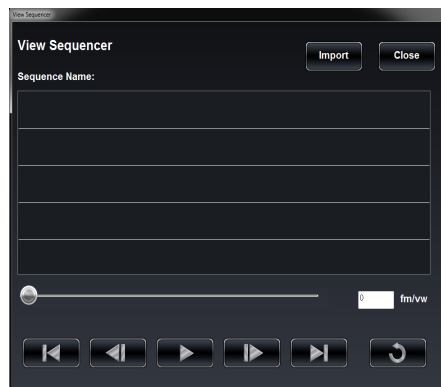 View Sequencer
View Sequencer
Import
Close
Sequence Name:
0
fm/vw